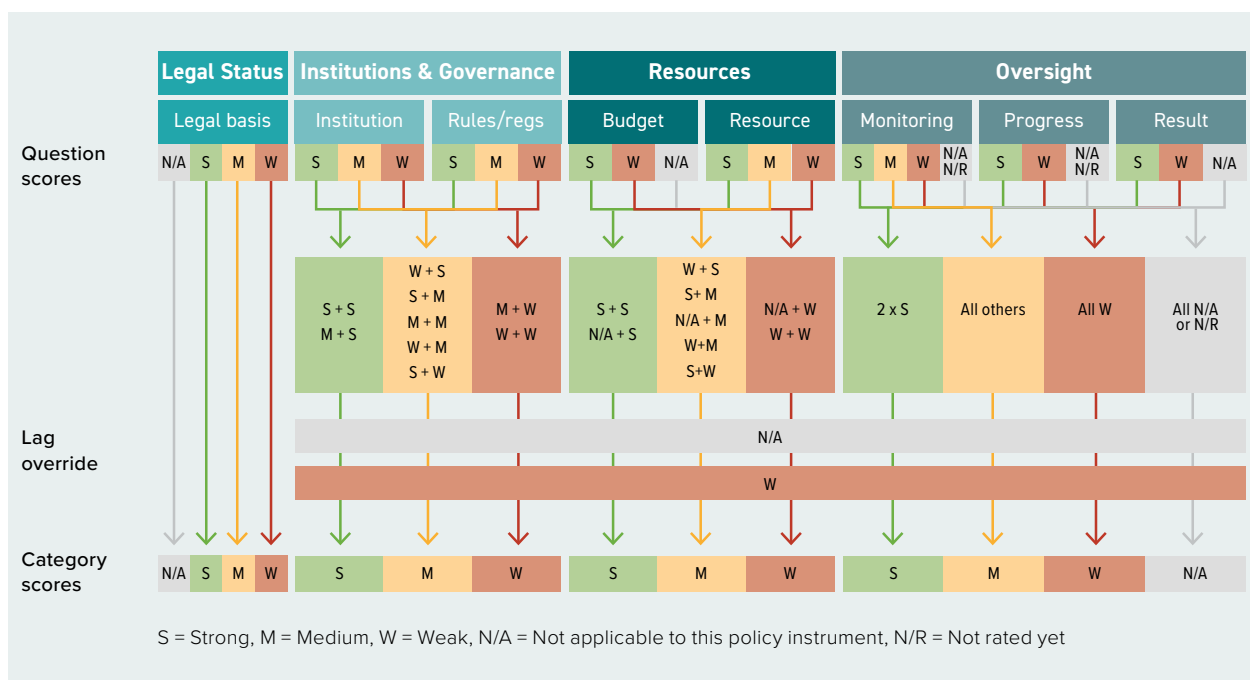 Legal Status Institutions & Governance Resources Oversight
Legal basis Institution Rules/regs Budget Resource Monitoring Progress Result
Question
scores
N/A S M W S M W S M W S W N/A S M W S M W N/A N/R S W N/A N/R S W N/A
S + S
M + S
W + S
S + M
M + M
W + M
S + W
M + W
W + W
S + S
N/A + S
W + S
S+ M
N/A + M
W+M
S+W
N/A + W
W + W
2 x S
All others
All W
All N/A
or N/R
Lag
override
N/A
W
Category
scores
N/A S M W S M W S M W S M W N/A
S = Strong, M = Medium, W = Weak, N/A = Not applicable to this policy instrument, N/R = Not rated yet